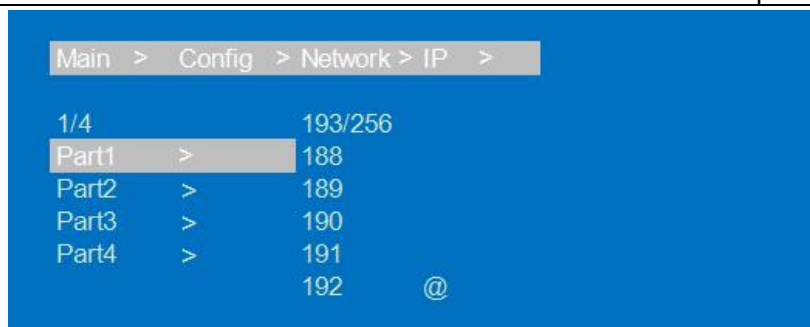 Main > Config > Network > IP >
1/4 193/256
Part1 > 188
Part2 > 189
Part3 > 190
Part4 > 191
192 @